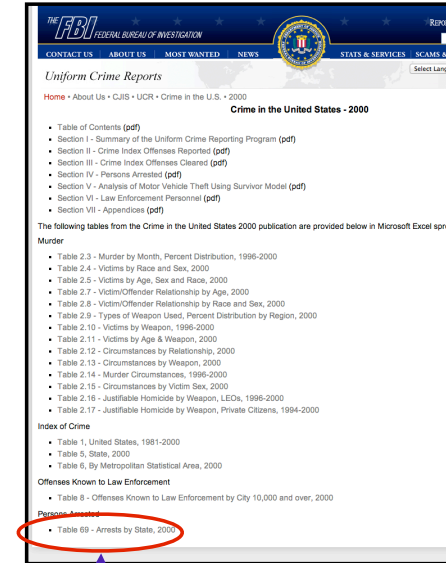 THE FBI FEDERAL BUREAU OF INVESTIGATION
REPO
CONTACT US ABOUT US MOST WANTED NEWS STATS & SERVICES SCAMS &
Select Lang
Uniform Crime Reports
Home • About Us • CJIS • UCR • Crime in the U.S. • 2000
Crime in the United States - 2000
▪ Table of Contents (pdf)
▪ Section I - Summary of the Uniform Crime Reporting Program (pdf)
▪ Section II - Crime Index Offenses Reported (pdf)
▪ Section III - Crime Index Offenses Cleared (pdf)
▪ Section IV - Persons Arrested (pdf)
▪ Section V - Analysis of Motor Vehicle Theft Using Survivor Model (pdf)
▪ Section VI - Law Enforcement Personnel (pdf)
▪ Section VII - Appendices (pdf)
The following tables from the Crime in the United States 2000 publication are provided below in Microsoft Excel spre
Murder
▪ Table 2.3 - Murder by Month, Percent Distribution, 1996-2000
▪ Table 2.4 - Victims by Race and Sex, 2000
▪ Table 2.5 - Victims by Age, Sex and Race, 2000
▪ Table 2.7 - Victim/Offender Relationship by Age, 2000
▪ Table 2.8 - Victim/Offender Relationship by Race and Sex, 2000
▪ Table 2.9 - Types of Weapon Used, Percent Distribution by Region, 2000
▪ Table 2.10 - Victims by Weapon, 1996-2000
▪ Table 2.11 - Victims by Age & Weapon, 2000
▪ Table 2.12 - Circumstances by Relationship, 2000
▪ Table 2.13 - Circumstances by Weapon, 2000
▪ Table 2.14 - Murder Circumstances, 1996-2000
▪ Table 2.15 - Circumstances by Victim Sex, 2000
▪ Table 2.16 - Justifiable Homicide by Weapon, LEOs, 1996-2000
▪ Table 2.17 - Justifiable Homicide by Weapon, Private Citizens, 1994-2000
Index of Crime
▪ Table 1, United States, 1981-2000
▪ Table 5, State, 2000
▪ Table 6, By Metropolitan Statistical Area, 2000
Offenses Known to Law Enforcement
▪ Table 8 - Offenses Known to Law Enforcement by City 10,000 and over, 2000
Persons Arrested
▪ Table 69 - Arrests by State, 2000